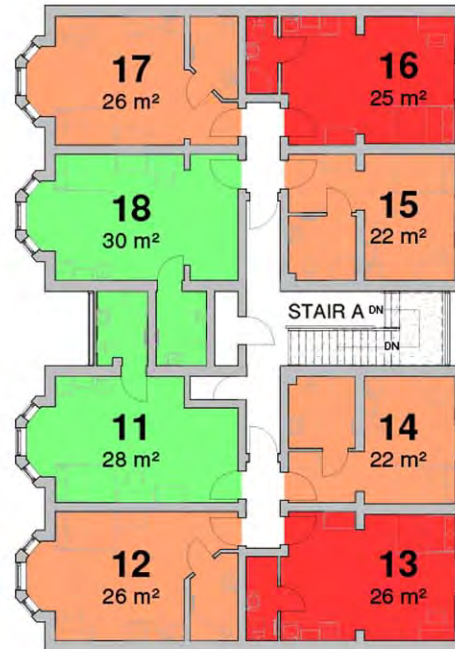 17
26 m²
16
25 m²
18
30 m²
15
22 m²
STAIR A DN
DN
11
28 m²
14
22 m²
12
26 m²
13
26 m²